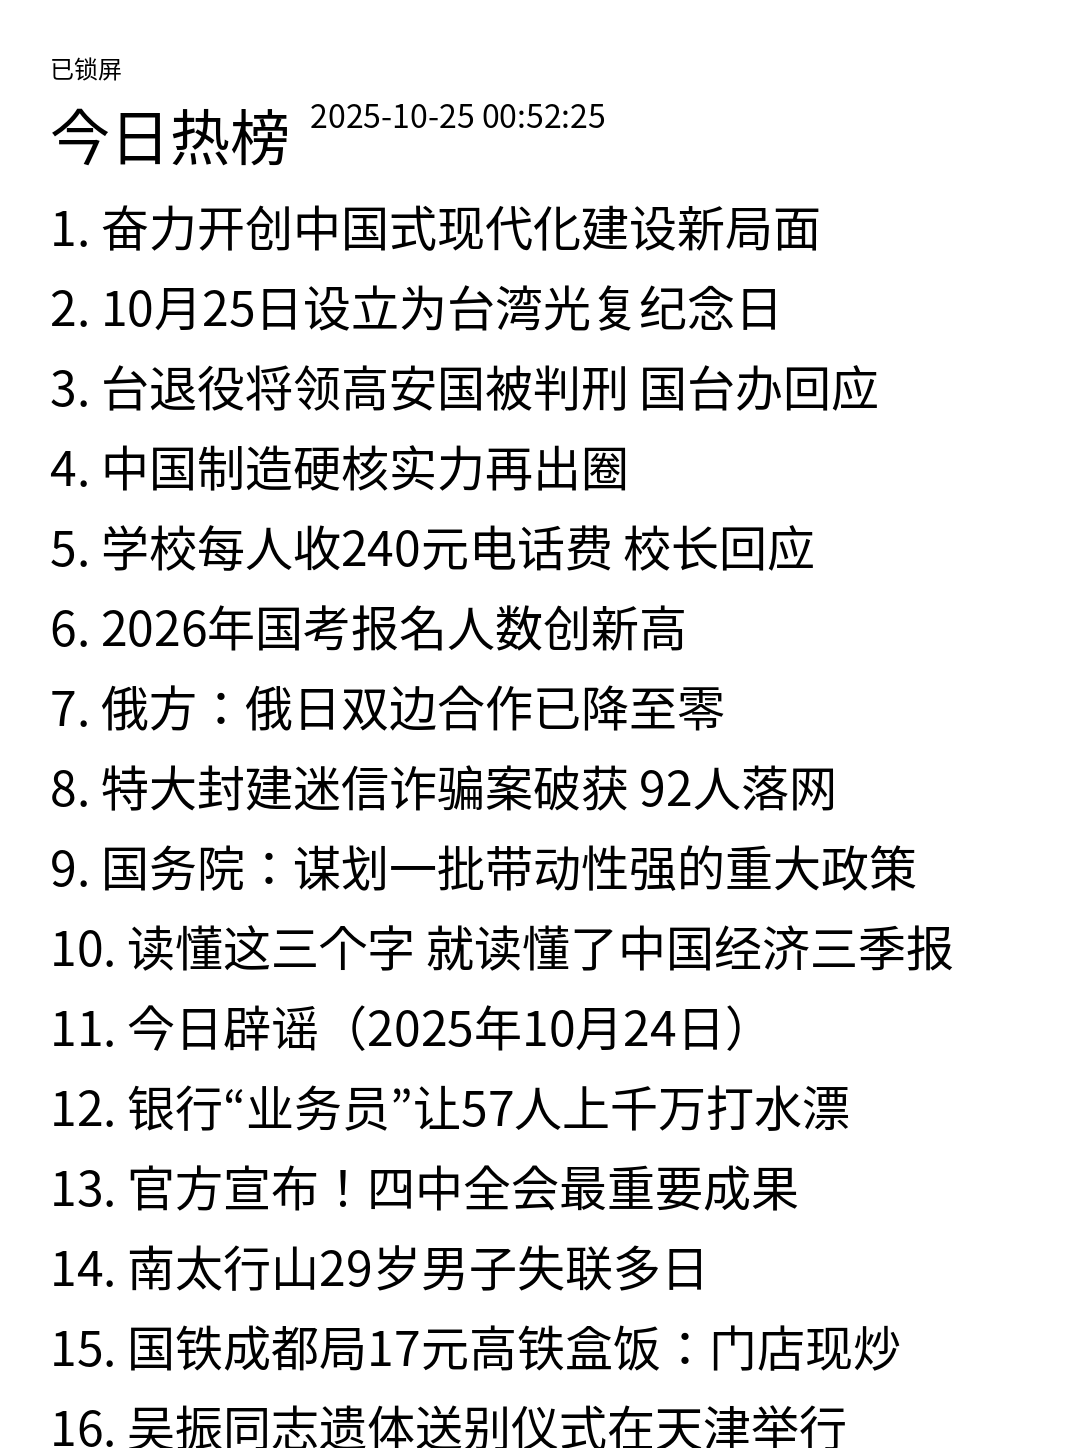 已锁屏
今日热榜 2025-10-25 00:52:25
1. 奋力开创中国式现代化建设新局面
2. 10月25日设立为台湾光复纪念日
3. 台退役将领高安国被判刑 国台办回应
4. 中国制造硬核实力再出圈
5. 学校每人收240元电话费 校长回应
6. 2026年国考报名人数创新高
7. 俄方：俄日双边合作已降至零
8. 特大封建迷信诈骗案破获 92人落网
9. 国务院：谋划一批带动性强的重大政策
10. 读懂这三个字 就读懂了中国经济三季报
11. 今日辟谣（2025年10月24日）
12. 银行“业务员”让57人上千万打水漂
13. 官方宣布！四中全会最重要成果
14. 南太行山29岁男子失联多日
15. 国铁成都局17元高铁盒饭：门店现炒
16. 吴振同志遗体送别仪式在天津举行